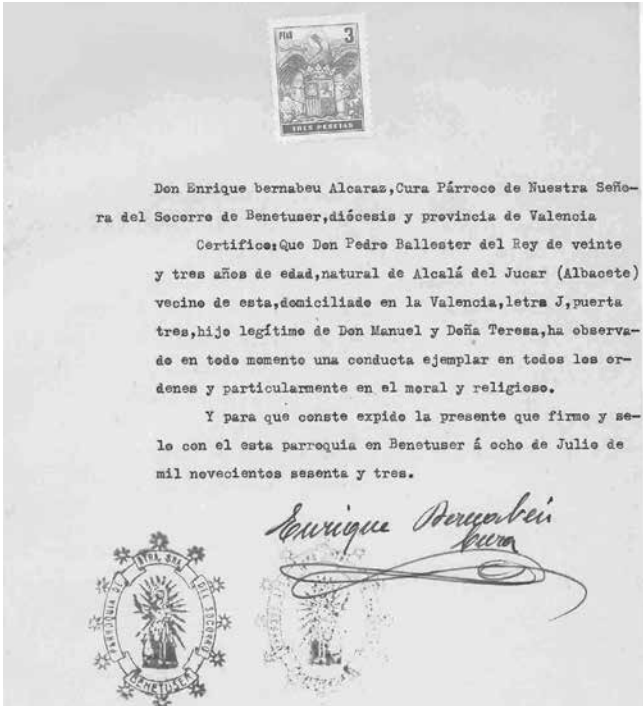 PTAS 3
TRES PESETAS
Don Enrique bernabeu Alcaraz,Cura Párroco de Nuestra Seño-
ra del Socorro de Benetuser,diócesis y provincia de Valencia
Certifico:Que Don Pedro Ballester del Rey de veinte
y tres años de edad,natural de Alcalá del Jucar (Albacete)
vecino de esta,domiciliado en la Valencia,letra J,puerta
tres,hijo legítimo de Don Manuel y Doña Teresa,ha observa-
do en todo momento una conducta ejemplar en todos los or-
denes y particularmente en el moral y religioso.
Y para que conste expido la presente que firmo y se-
lo con el esta parroquia en Benetuser á ocho de Julio de
mil novecientos sesenta y tres.
Enrique Bernabeu
Cura
PARROQUIA DE NTRA. SRA. DEL SOCORRO
BENETUSER